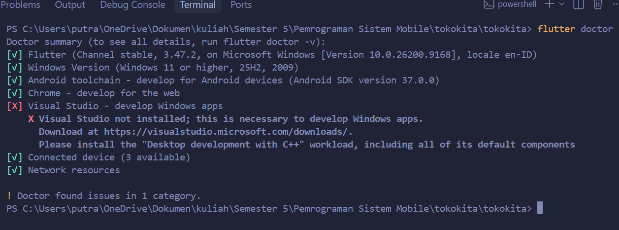 Problems Output Debug Console Terminal Ports powershell
PS C:\Users\putra\OneDrive\Dokumen\kuliah\Semester 5\Pemrograman Sistem Mobile\tokokita\tokokita> flutter doctor
Doctor summary (to see all details, run flutter doctor -v):
[√] Flutter (Channel stable, 3.47.2, on Microsoft Windows [Version 10.0.26200.9168], locale en-ID)
[√] Windows Version (Windows 11 or higher, 25H2, 2009)
[√] Android toolchain - develop for Android devices (Android SDK version 37.0.0)
[√] Chrome - develop for the web
[X] Visual Studio - develop Windows apps
X Visual Studio not installed; this is necessary to develop Windows apps.
Download at https://visualstudio.microsoft.com/downloads/.
Please install the "Desktop development with C++" workload, including all of its default components
[√] Connected device (3 available)
[√] Network resources
! Doctor found issues in 1 category.
PS C:\Users\putra\OneDrive\Dokumen\kuliah\Semester 5\Pemrograman Sistem Mobile\tokokita\tokokita>